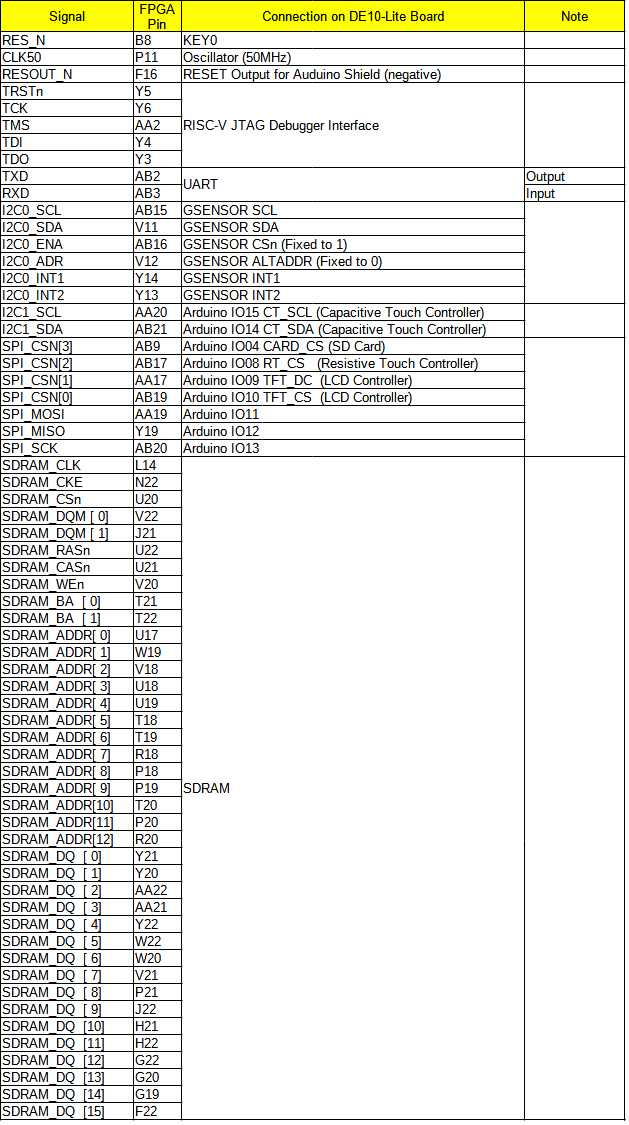 Signal FPGA Pin Connection on DE10-Lite Board Note
RES_N B8 KEY0
CLK50 P11 Oscillator (50MHz)
RESOUT_N F16 RESET Output for Auduino Shield (negative)
TRSTn Y5
TCK Y6
TMS AA2 RISC-V JTAG Debugger Interface
TDI Y4
TDO Y3
TXD AB2 UART Output
RXD AB3 Input
I2C0_SCL AB15 GSENSOR SCL
I2C0_SDA V11 GSENSOR SDA
I2C0_ENA AB16 GSENSOR CSn (Fixed to 1)
I2C0_ADR V12 GSENSOR ALTADDR (Fixed to 0)
I2C0_INT1 Y14 GSENSOR INT1
I2C0_INT2 Y13 GSENSOR INT2
I2C1_SCL AA20 Arduino IO15 CT_SCL (Capacitive Touch Controller)
I2C1_SDA AB21 Arduino IO14 CT_SDA (Capacitive Touch Controller)
SPI_CSN[3] AB9 Arduino IO04 CARD_CS (SD Card)
SPI_CSN[2] AB17 Arduino IO08 RT_CS (Resistive Touch Controller)
SPI_CSN[1] AA17 Arduino IO09 TFT_DC (LCD Controller)
SPI_CSN[0] AB19 Arduino IO10 TFT_CS (LCD Controller)
SPI_MOSI AA19 Arduino IO11
SPI_MISO Y19 Arduino IO12
SPI_SCK AB20 Arduino IO13
SDRAM_CLK L14
SDRAM_CKE N22
SDRAM_CSn U20
SDRAM_DQM [ 0] V22
SDRAM_DQM [ 1] J21
SDRAM_RASn U22
SDRAM_CASn U21
SDRAM_WEn V20
SDRAM_BA [ 0] T21
SDRAM_BA [ 1] T22
SDRAM_ADDR[ 0] U17
SDRAM_ADDR[ 1] W19
SDRAM_ADDR[ 2] V18
SDRAM_ADDR[ 3] U18
SDRAM_ADDR[ 4] U19
SDRAM_ADDR[ 5] T18
SDRAM_ADDR[ 6] T19
SDRAM_ADDR[ 7] R18
SDRAM_ADDR[ 8] P18
SDRAM_ADDR[ 9] P19 SDRAM
SDRAM_ADDR[10] T20
SDRAM_ADDR[11] P20
SDRAM_ADDR[12] R20
SDRAM_DQ [ 0] Y21
SDRAM_DQ [ 1] Y20
SDRAM_DQ [ 2] AA22
SDRAM_DQ [ 3] AA21
SDRAM_DQ [ 4] Y22
SDRAM_DQ [ 5] W22
SDRAM_DQ [ 6] W20
SDRAM_DQ [ 7] V21
SDRAM_DQ [ 8] P21
SDRAM_DQ [ 9] J22
SDRAM_DQ [10] H21
SDRAM_DQ [11] H22
SDRAM_DQ [12] G22
SDRAM_DQ [13] G20
SDRAM_DQ [14] G19
SDRAM_DQ [15] F22